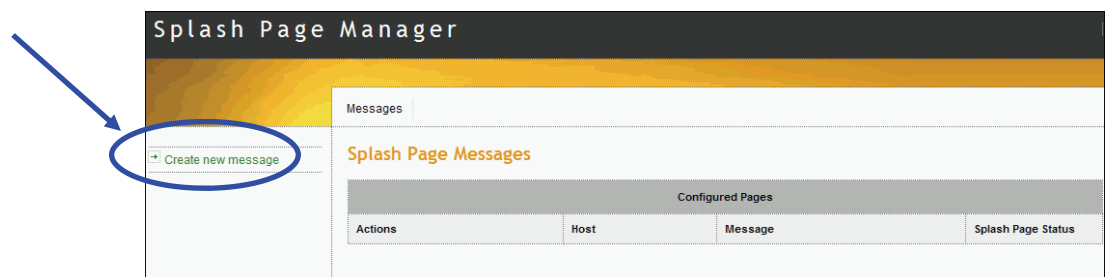 Splash Page Manager
Messages
Create new message
Splash Page Messages
Configured Pages
Actions Host Message Splash Page Status